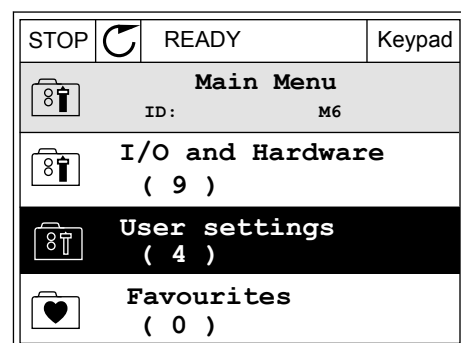 STOP READY Keypad
Main Menu
ID: M6
I/O and Hardware
( 9 )
User settings
( 4 )
Favourites
( 0 )